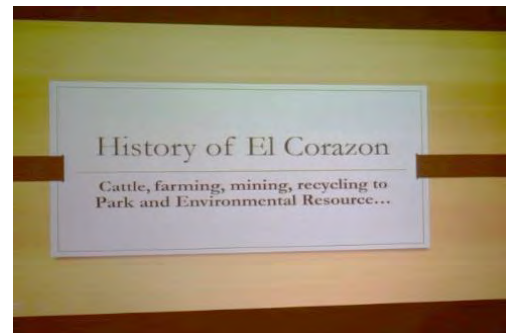 History of El Corazon
Cattle, farming, mining, recycling to
Park and Environmental Resource...